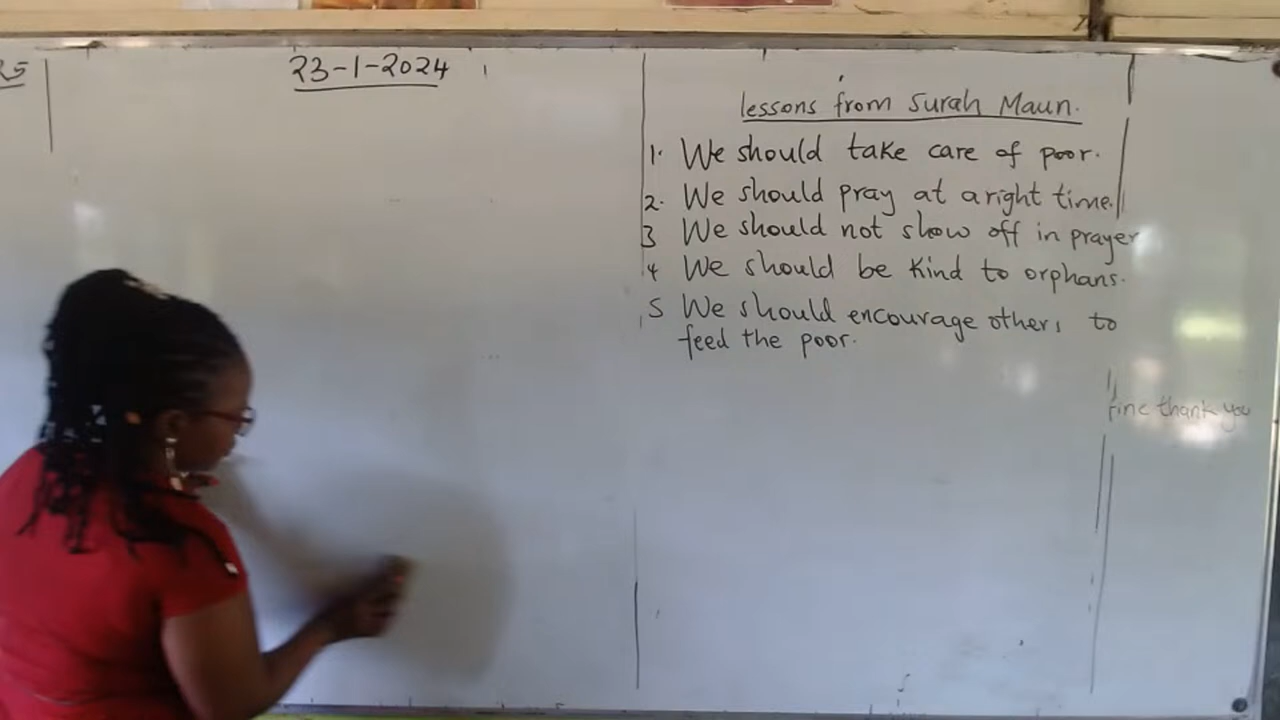 25
23-1-2024
lessons from Surah Maun.
1. We should take care of poor.
2. We should pray at a right time.
3 We should not show off in prayer
4 We should be kind to orphans.
5 We should encourage others to
feed the poor.
Fine thank you